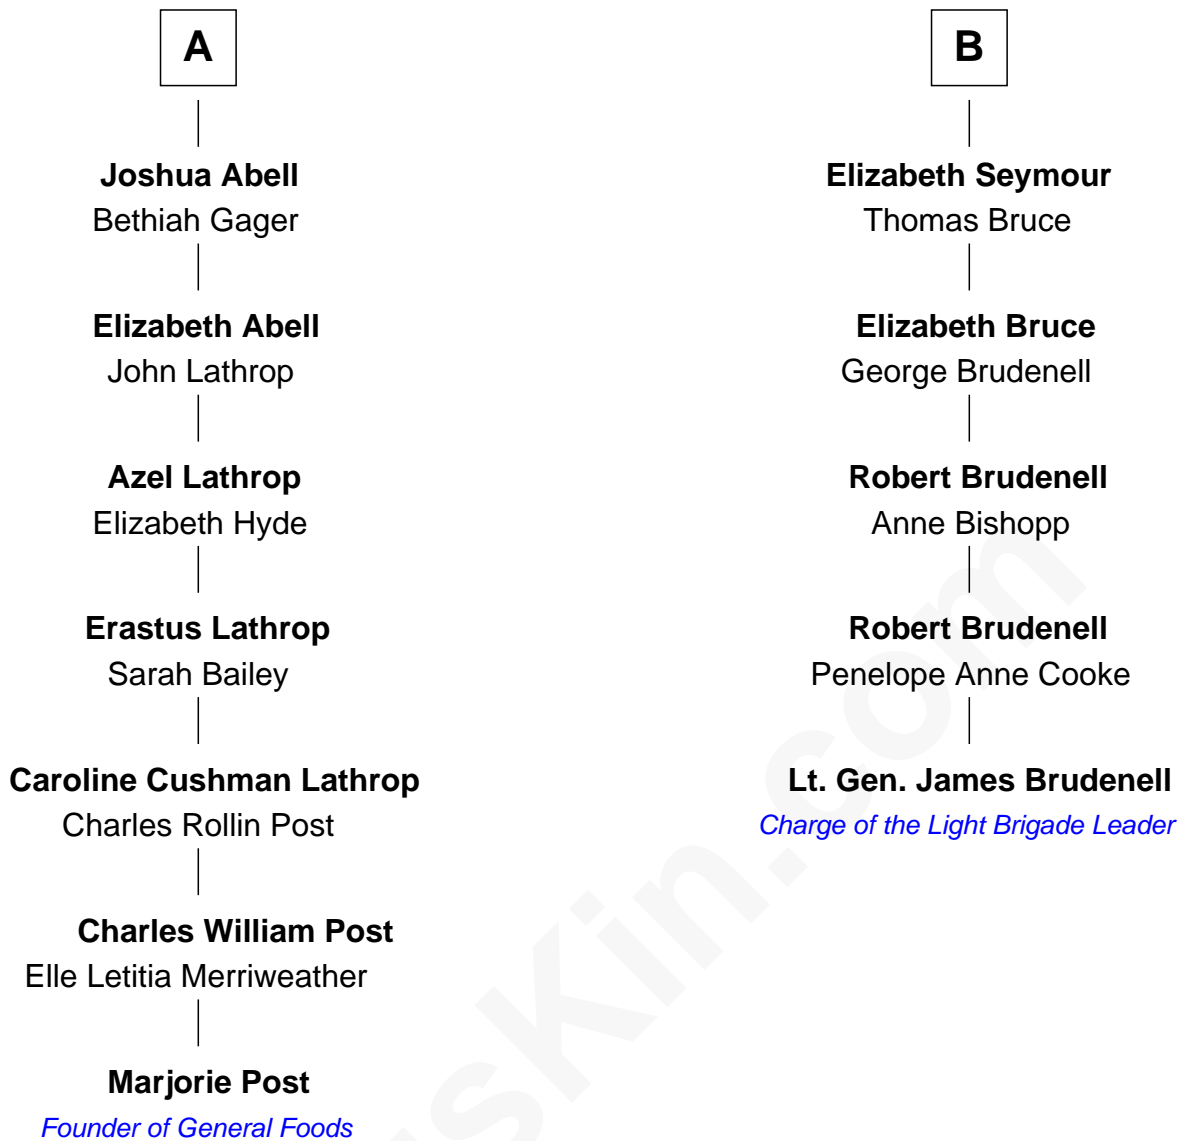 A
Joshua Abell
Bethiah Gager
Elizabeth Abell
John Lathrop
Azel Lathrop
Elizabeth Hyde
Erastus Lathrop
Sarah Bailey
Caroline Cushman Lathrop
Charles Rollin Post
Charles William Post
Elle Letitia Merriweather
Marjorie Post
Founder of General Foods
B
Elizabeth Seymour
Thomas Bruce
Elizabeth Bruce
George Brudenell
Robert Brudenell
Anne Bishopp
Robert Brudenell
Penelope Anne Cooke
Lt. Gen. James Brudenell
Charge of the Light Brigade Leader